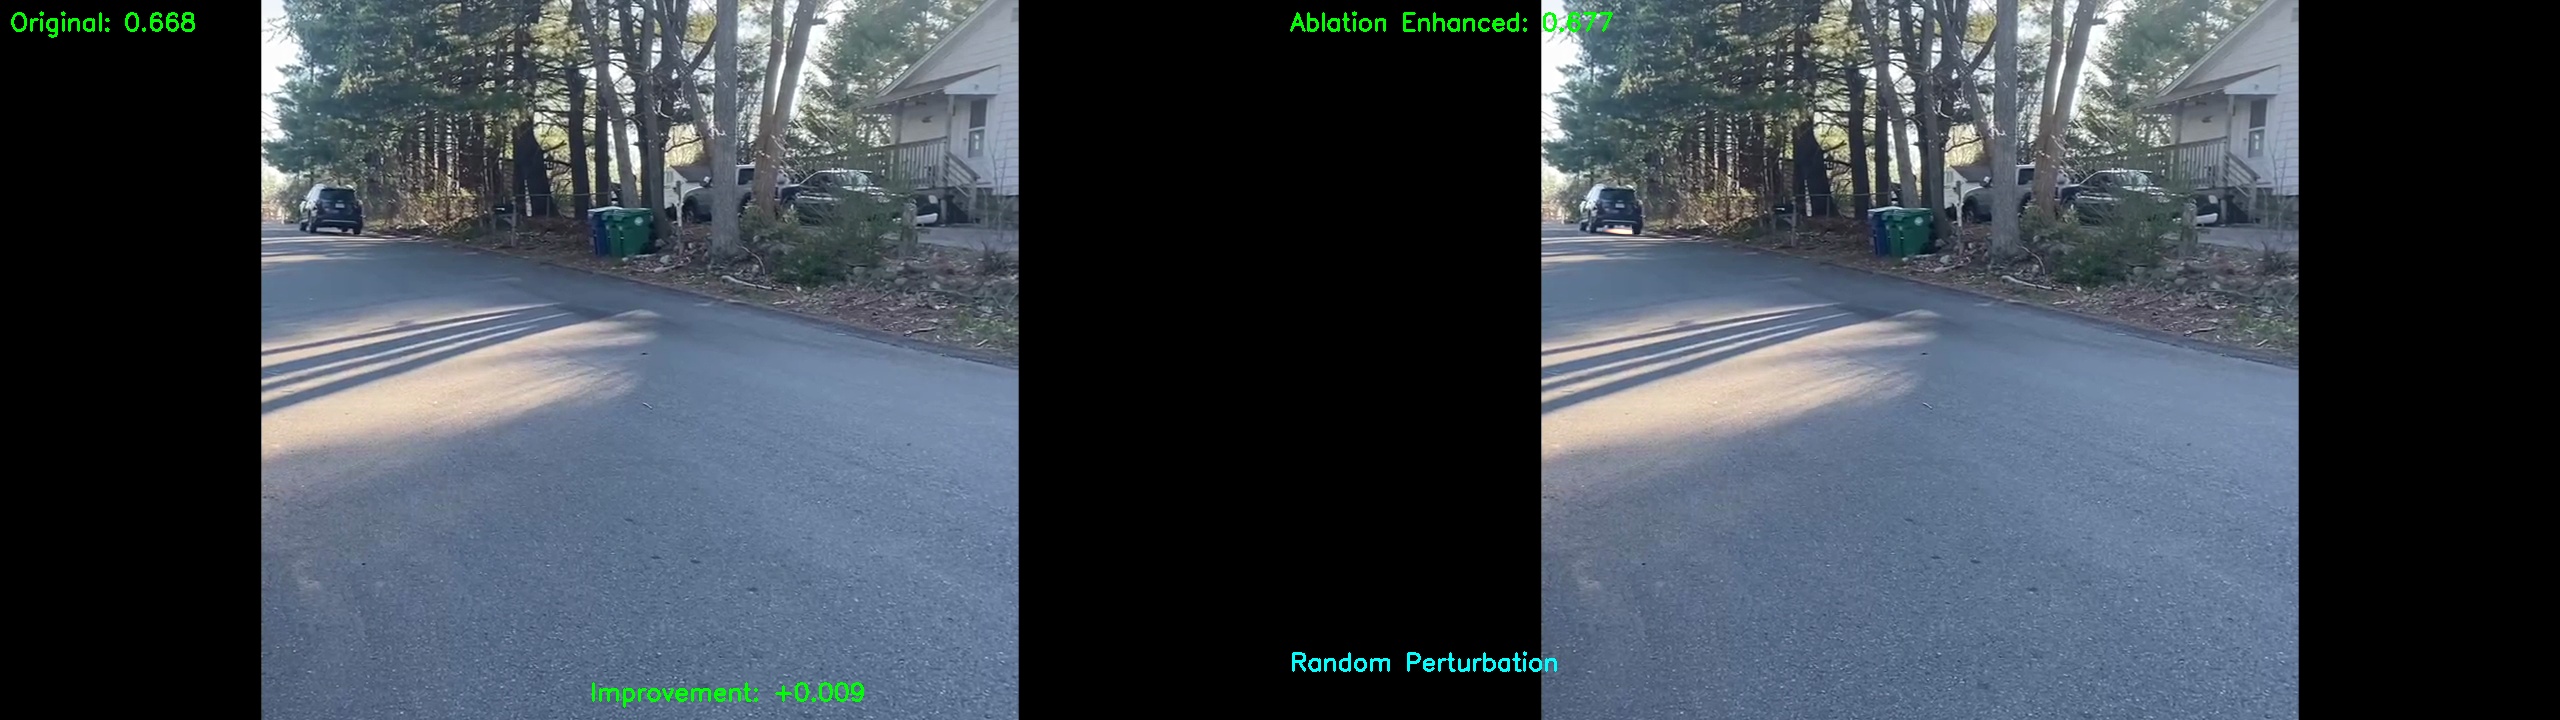 Original: 0.668
Ablation Enhanced: 0.677
Random Perturbation
Improvement: +0.009